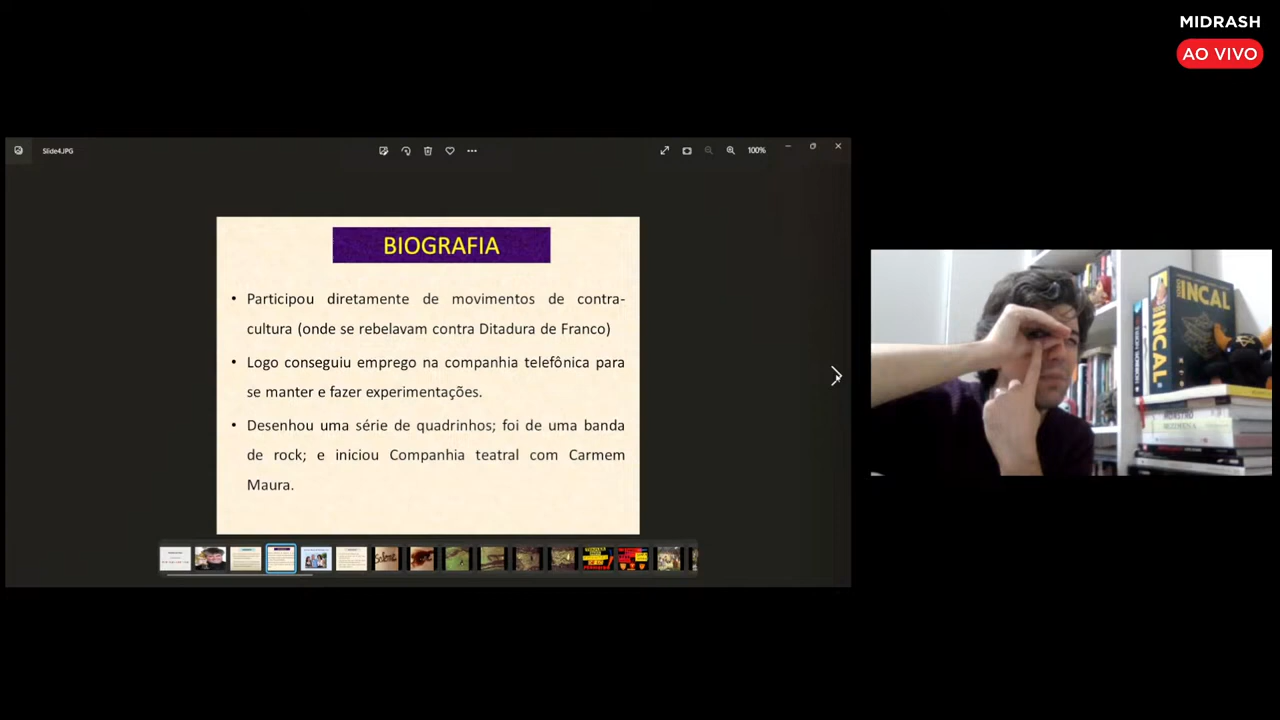 MIDRASH
AO VIVO
Slide4.JPG
100%
BIOGRAFIA
• Participou diretamente de movimentos de contra-
cultura (onde se rebelavam contra Ditadura de Franco)
• Logo conseguiu emprego na companhia telefônica para
se manter e fazer experimentações.
• Desenhou uma série de quadrinhos; foi de uma banda
de rock; e iniciou Companhia teatral com Carmem
Maura.
INCAL
INCAL